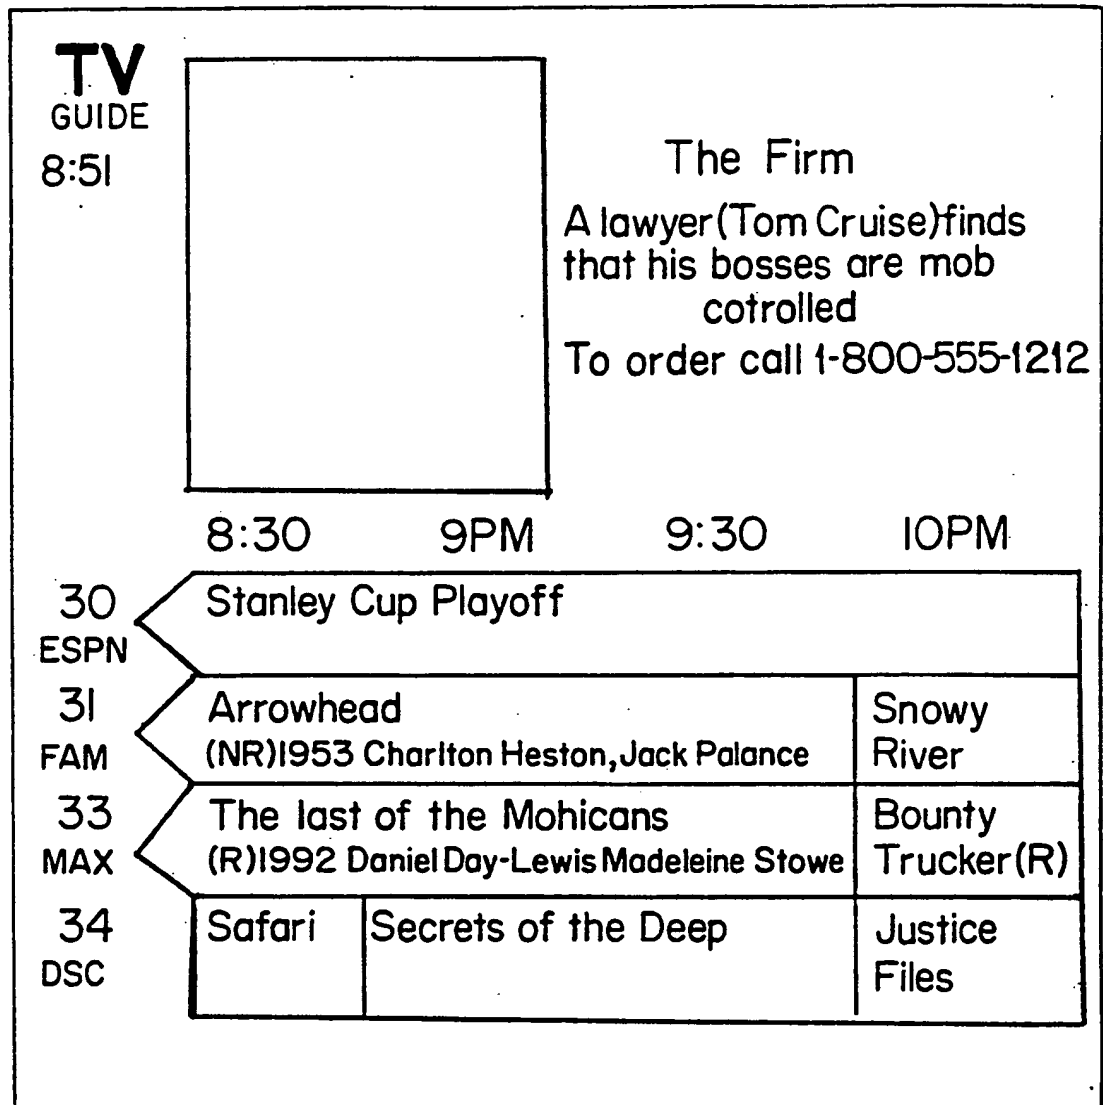 TV
GUIDE
8:51
The Firm
A lawyer(Tom Cruise)finds
that his bosses are mob
cotrolled
To order call 1-800-555-1212
8:30 9PM 9:30 10PM
30 Stanley Cup Playoff
ESPN
31 Arrowhead Snowy
FAM (NR)1953 Charlton Heston,Jack Palance River
33 The last of the Mohicans Bounty
MAX (R)1992 Daniel Day-Lewis Madeleine Stowe Trucker(R)
34 Safari Secrets of the Deep Justice
DSC Files